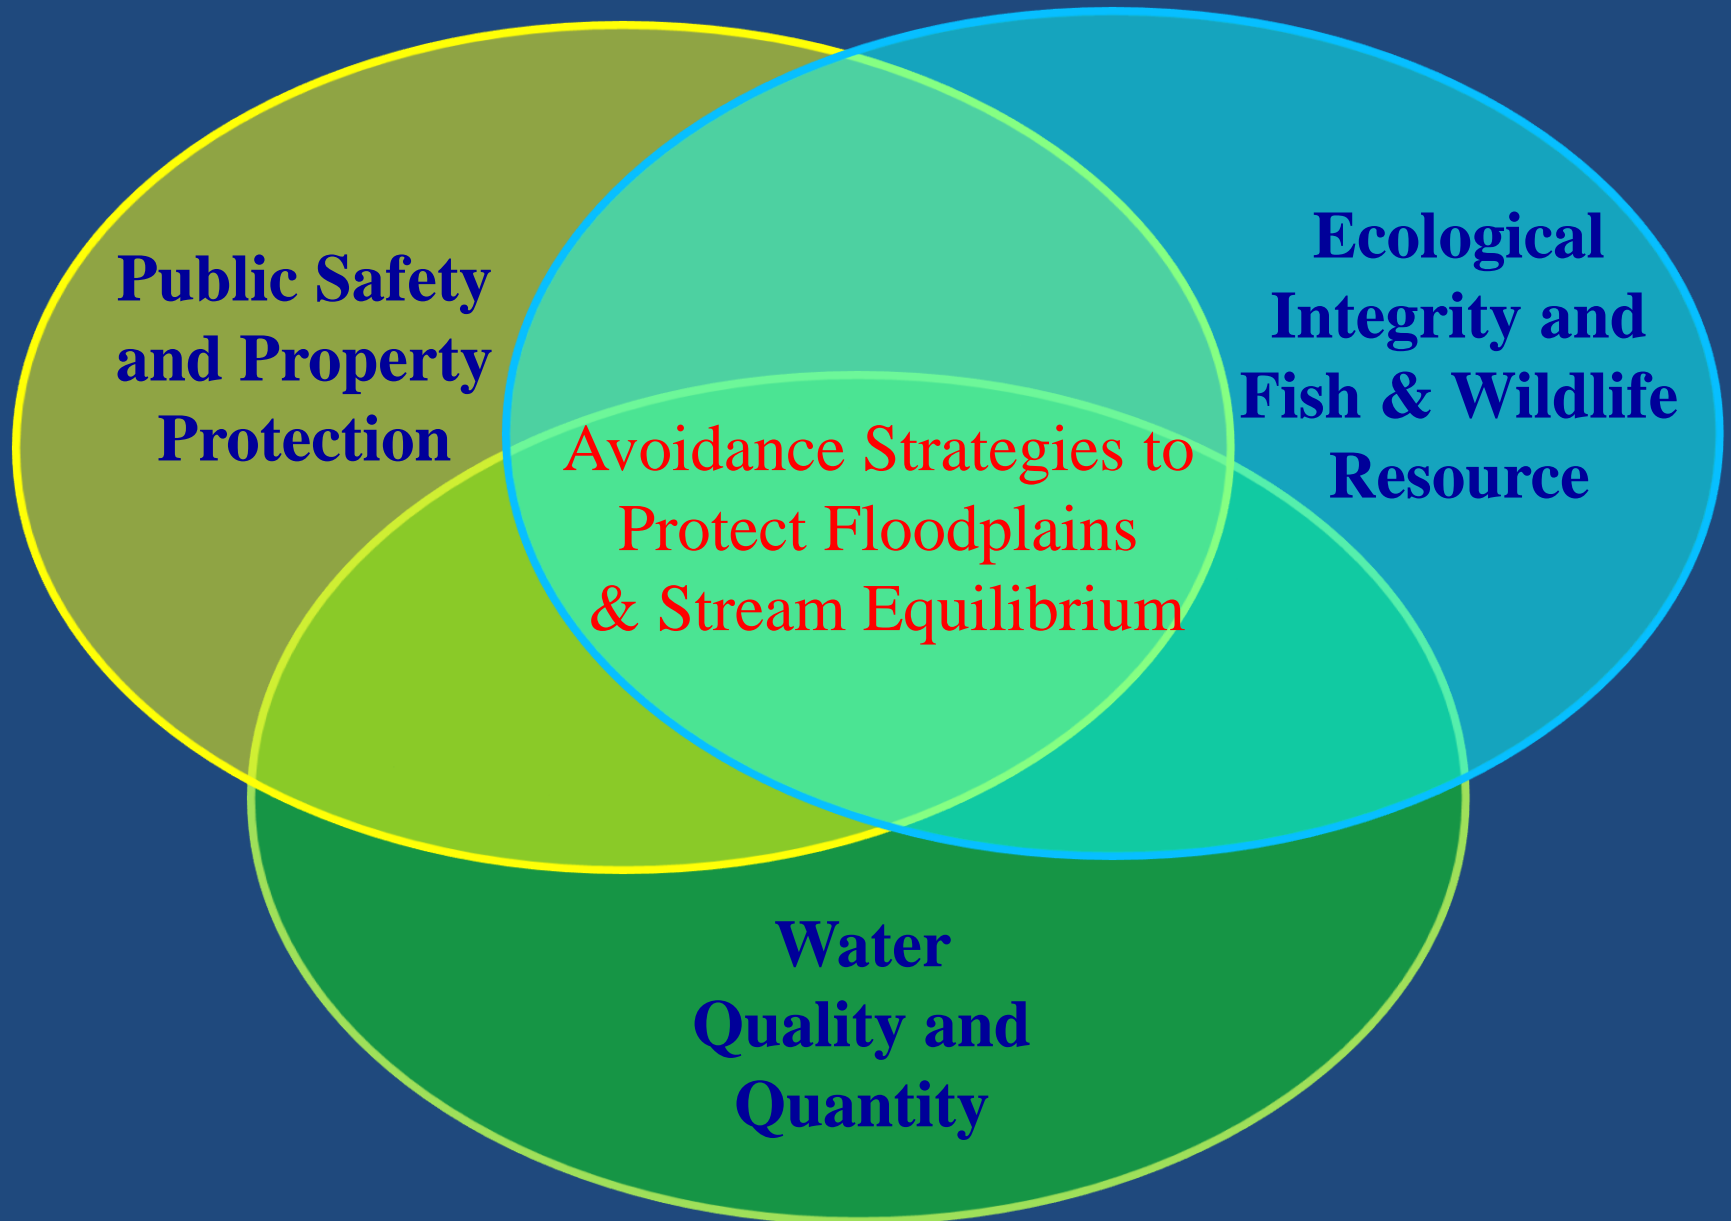 Public Safety
and Property
Protection
Ecological
Integrity and
Fish & Wildlife
Resource
Avoidance Strategies to
Protect Floodplains
& Stream Equilibrium
Water
Quality and
Quantity